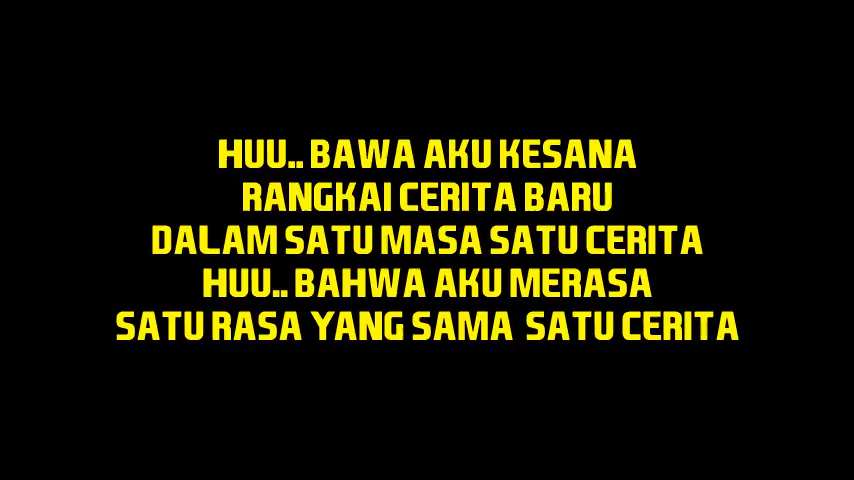 HUU.. BAWA AKU KESANA
RANGKAI CERITA BARU
DALAM SATU MASA SATU CERITA
HUU.. BAHWA AKU MERASA
SATU RASA YANG SAMA SATU CERITA